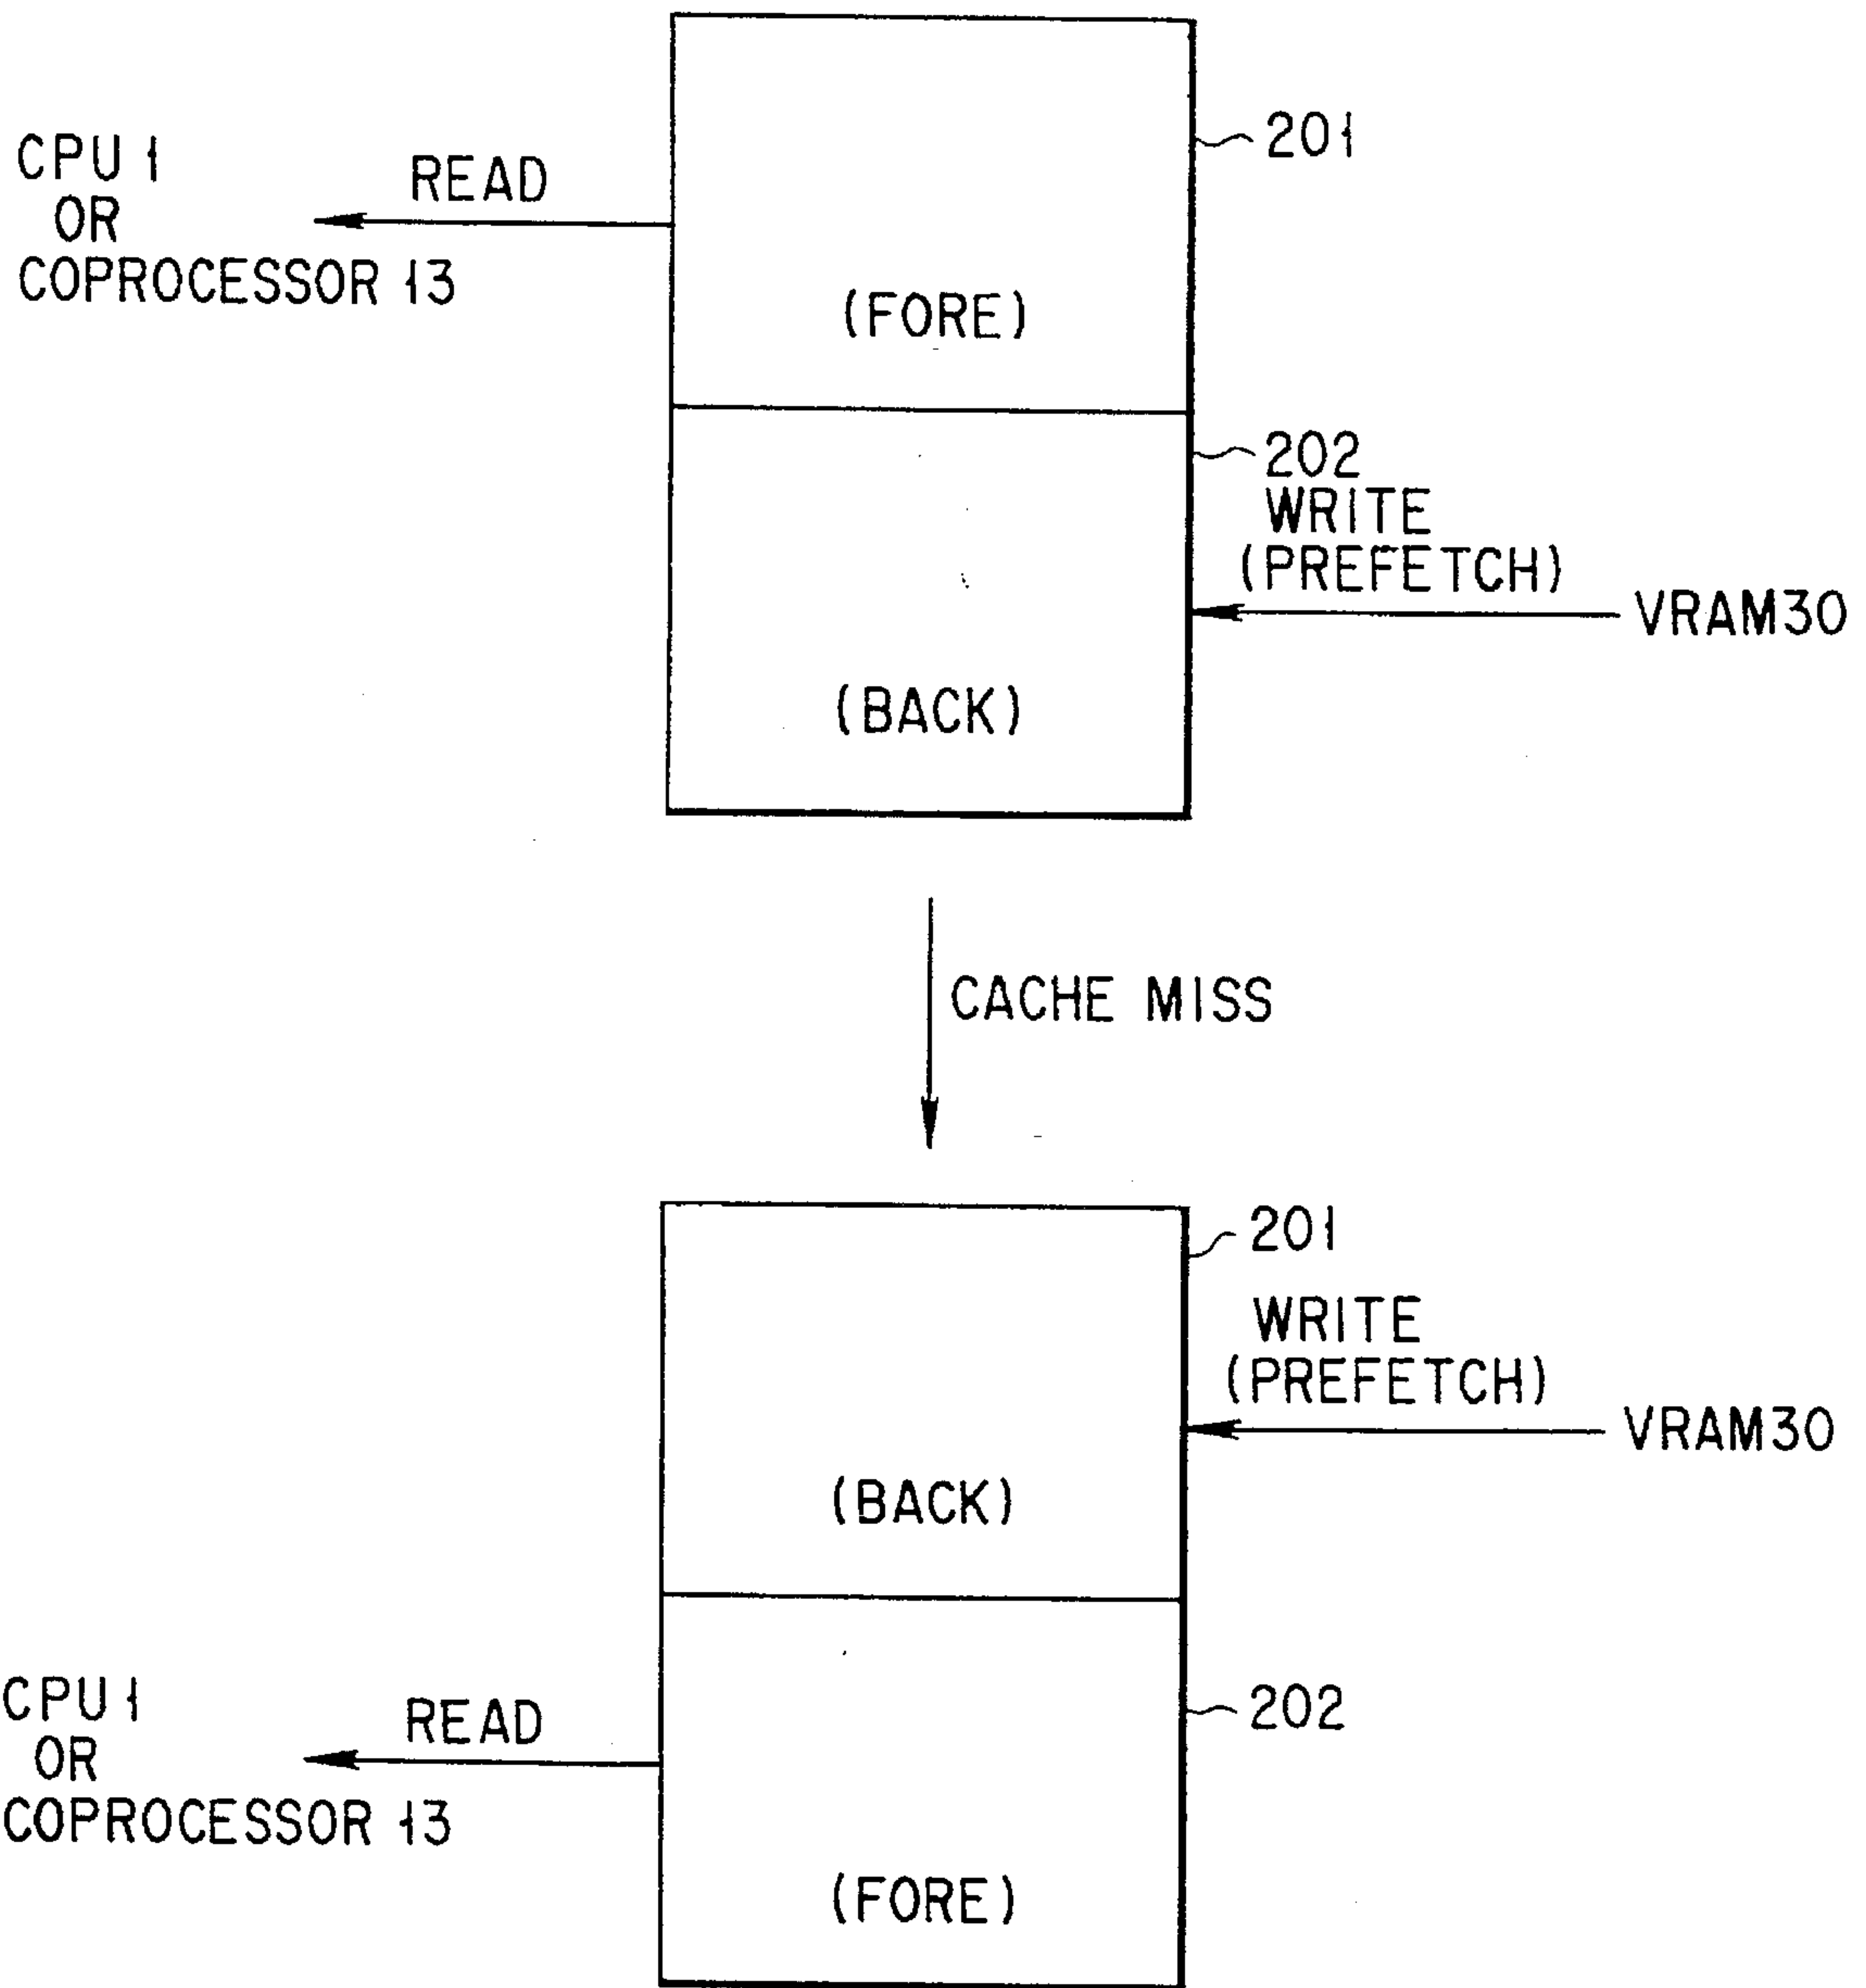 201
CPU 1
READ
OR
COPROCESSOR 13
(FORE)
202
WRITE
(PREFETCH)
VRAM30
(BACK)
CACHE MISS
201
WRITE
(PREFETCH)
VRAM30
(BACK)
CPU 1
READ
202
OR
COPROCESSOR 13
(FORE)